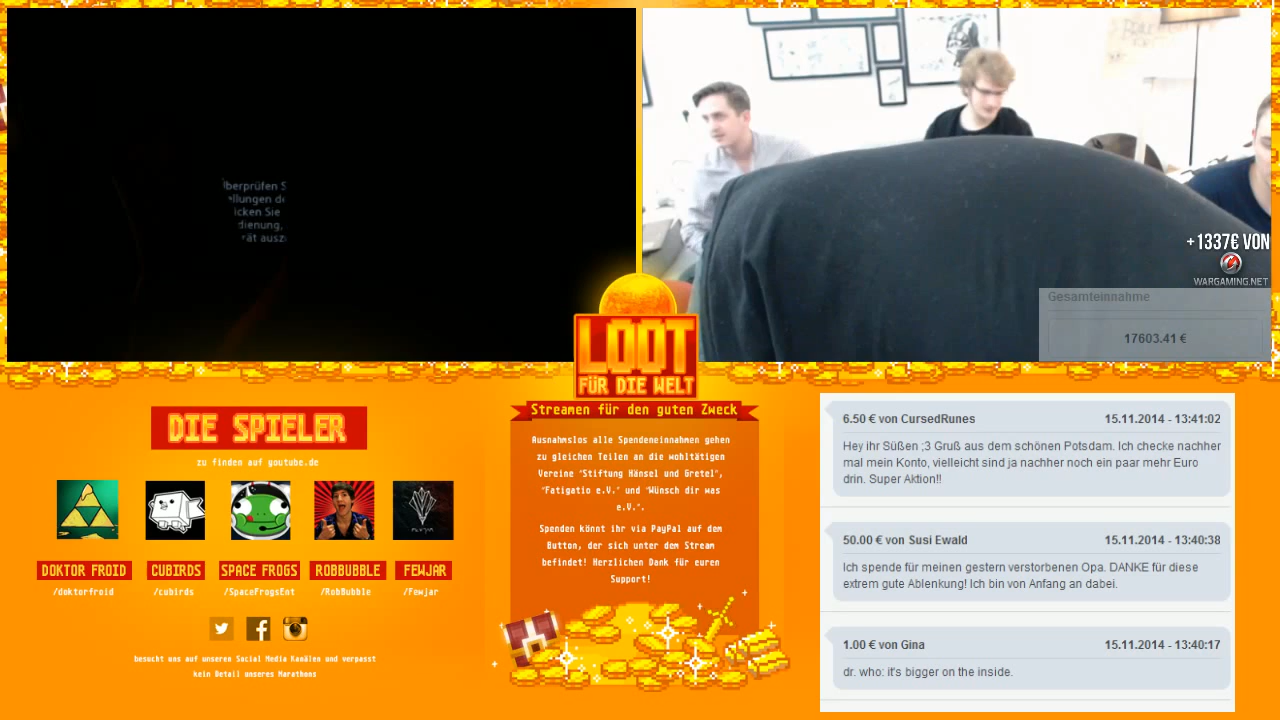 berprüfen S
ellungen de
icken Sie
dienung,
rät ausz
+1337€ VON
WARGAMING.NET
Gesamteinnahme
17603.41 €
LOOT
FÜR DIE WELT
Streamen für den guten Zweck
Ausnahmslos alle Spendeneinnahmen gehen
zu gleichen Teilen an die wohltätigen
Vereine "Stiftung Hänsel und Gretel",
"Fatigatio e.V." und "Wünsch dir was
e.V.".
Spenden könnt ihr via PayPal auf dem
Button, der sich unter dem Stream
befindet! Herzlichen Dank für euren
Support!
DIE SPIELER
zu finden auf youtube.de
DOKTOR FROID
CUBIRDS
SPACE FROGS
ROBBUBBLE
FEWJAR
/doktorfroid
/cubirds
/SpaceFrogsEnt
/RobBubble
/Fewjar
besucht uns auf unseren Social Media Kanälen und verpasst
kein Detail unseres Marathons
6.50 € von CursedRunes 15.11.2014 - 13:41:02
Hey ihr Süßen ;3 Gruß aus dem schönen Potsdam. Ich checke nachher
mal mein Konto, vielleicht sind ja nachher noch ein paar mehr Euro
drin. Super Aktion!!
50.00 € von Susi Ewald 15.11.2014 - 13:40:38
Ich spende für meinen gestern verstorbenen Opa. DANKE für diese
extrem gute Ablenkung! Ich bin von Anfang an dabei.
1.00 € von Gina 15.11.2014 - 13:40:17
dr. who: it's bigger on the inside.